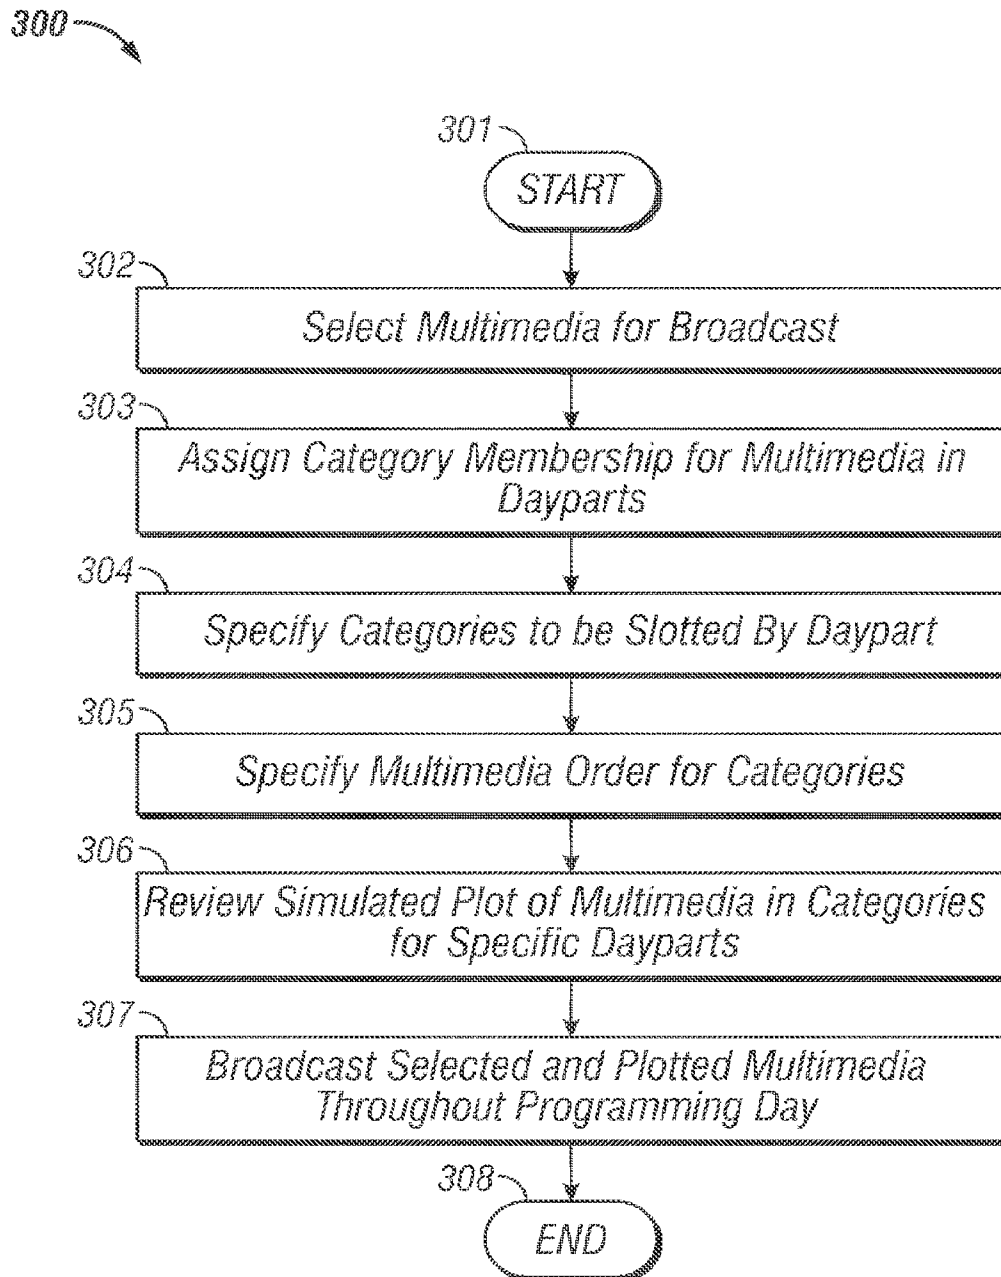 300
301
START
302
Select Multimedia for Broadcast
303
Assign Category Membership for Multimedia in
Dayparts
304
Specify Categories to be Slotted By Daypart
305
Specify Multimedia Order for Categories
306
Review Simulated Plot of Multimedia in Categories
for Specific Dayparts
307
Broadcast Selected and Plotted Multimedia
Throughout Programming Day
308
END